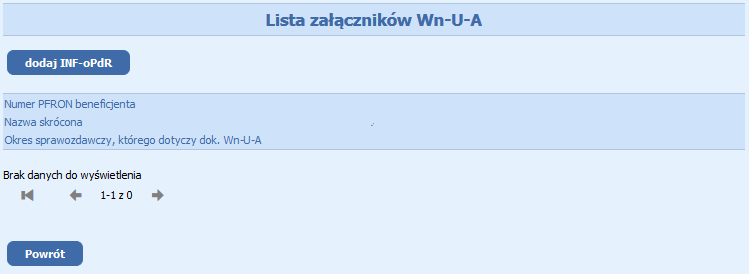 Lista załączników Wn-U-A
dodaj INF-oPdR
Numer PFRON beneficjenta
Nazwa skrócona
Okres sprawozdawczy, którego dotyczy dok. Wn-U-A
Brak danych do wyświetlenia
1-1 z 0
Powrót